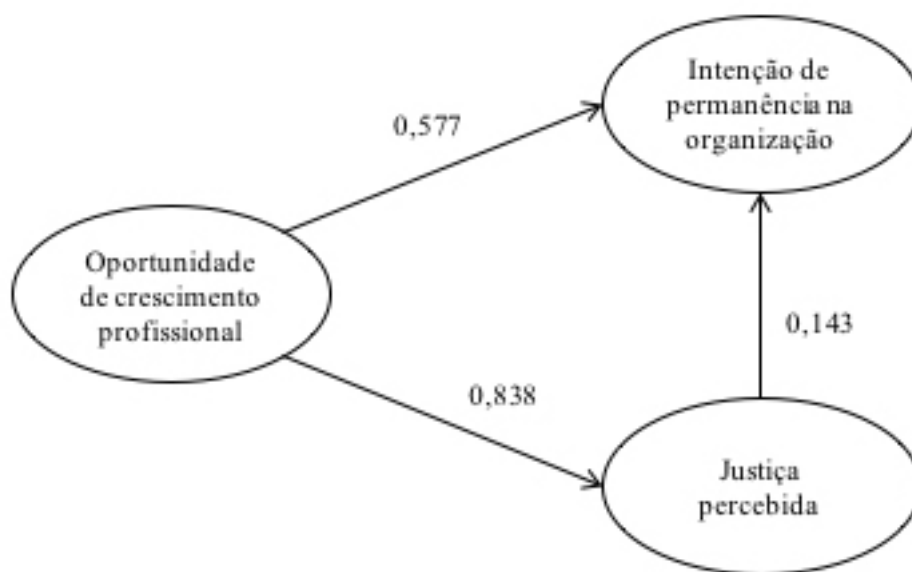 Intenção de
permanência na
organização
0,577
Oportunidade
de crescimento
profissional
0,143
0,838
Justiça
percebida